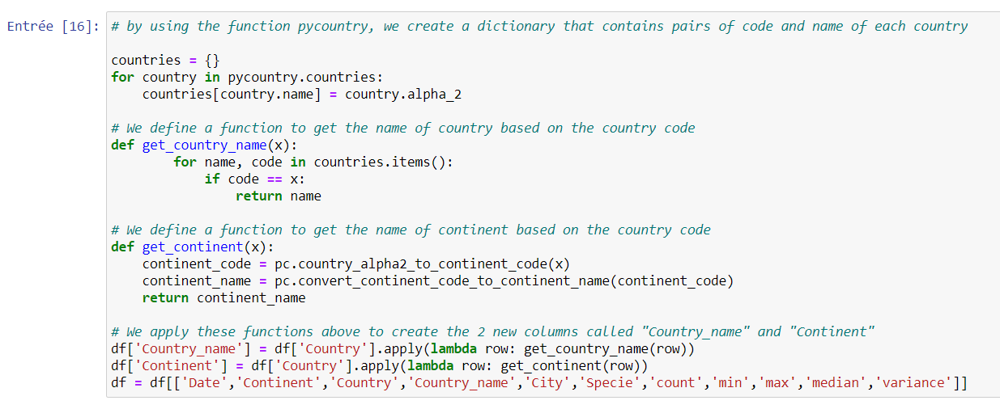 Entrée [16]: # by using the function pycountry, we create a dictionary that contains pairs of code and name of each country

countries = {}
for country in pycountry.countries:
    countries[country.name] = country.alpha_2

# We define a function to get the name of country based on the country code
def get_country_name(x):
        for name, code in countries.items():
            if code == x:
                return name

# We define a function to get the name of continent based on the country code
def get_continent(x):
    continent_code = pc.country_alpha2_to_continent_code(x)
    continent_name = pc.convert_continent_code_to_continent_name(continent_code)
    return continent_name

# We apply these functions above to create the 2 new columns called "Country_name" and "Continent"
df['Country_name'] = df['Country'].apply(lambda row: get_country_name(row))
df['Continent'] = df['Country'].apply(lambda row: get_continent(row))
df = df[['Date','Continent','Country','Country_name','City','Specie','count','min','max','median','variance']]